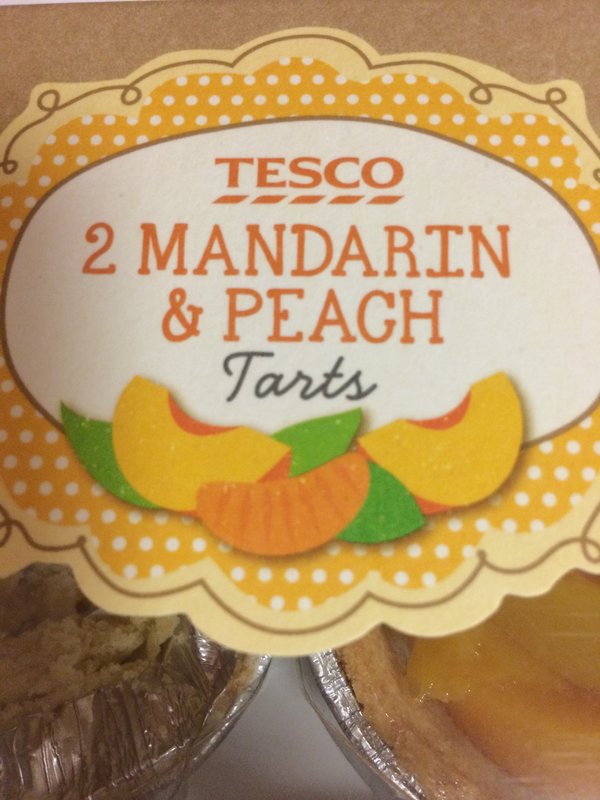 TESCO
2 MANDARIN
& PEACH
Tarts